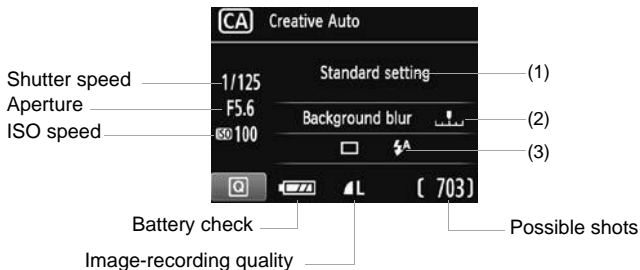 CA Creative Auto
Shutter speed 1/125 Standard setting (1)
Aperture F5.6
ISO speed ISO 100 Background blur (2)
A (3)
Q L [ 703]
Battery check Possible shots
Image-recording quality